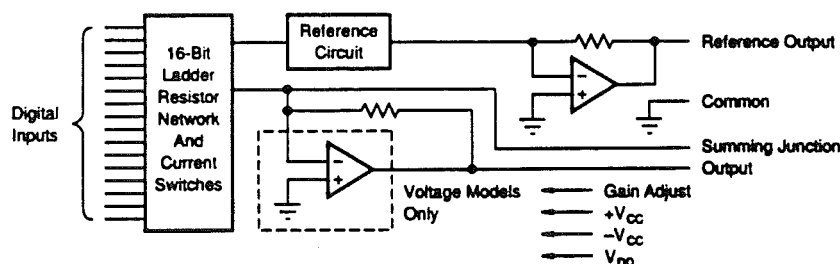 Digital
Inputs
16-Bit
Ladder
Resistor
Network
And
Current
Switches
Reference
Circuit
Reference Output
Common
Summing Junction
Output
Voltage Models
Only
Gain Adjust
+VCC
–VCC
VDD